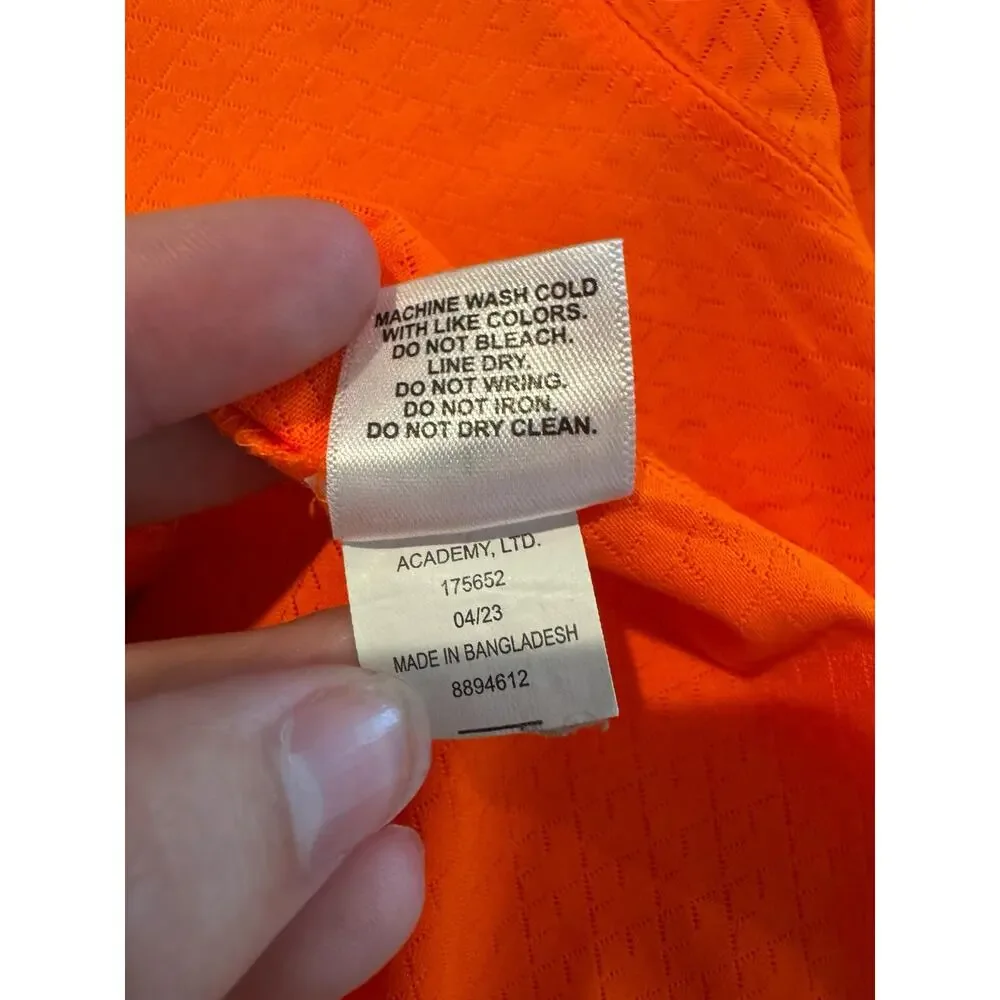 MACHINE WASH COLD
WITH LIKE COLORS.
DO NOT BLEACH.
LINE DRY.
DO NOT WRING.
DO NOT IRON.
DO NOT DRY CLEAN.
ACADEMY, LTD.
175652
04/23
MADE IN BANGLADESH
8894612